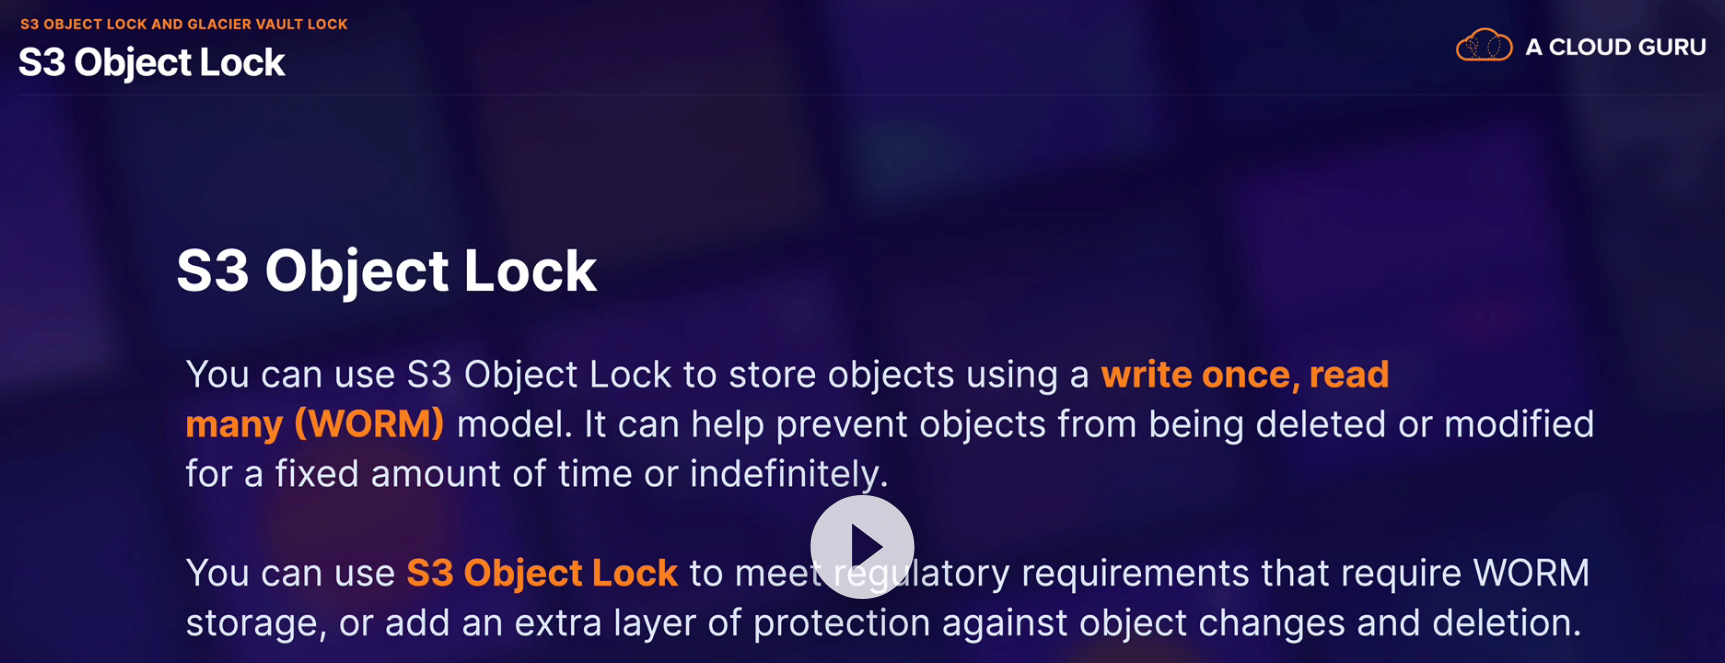 S3 OBJECT LOCK AND GLACIER VAULT LOCK
S3 Object Lock
A CLOUD GURU
S3 Object Lock
You can use S3 Object Lock to store objects using a write once, read
many (WORM) model. It can help prevent objects from being deleted or modified
for a fixed amount of time or indefinitely.
You can use S3 Object Lock to meet regulatory requirements that require WORM
storage, or add an extra layer of protection against object changes and deletion.